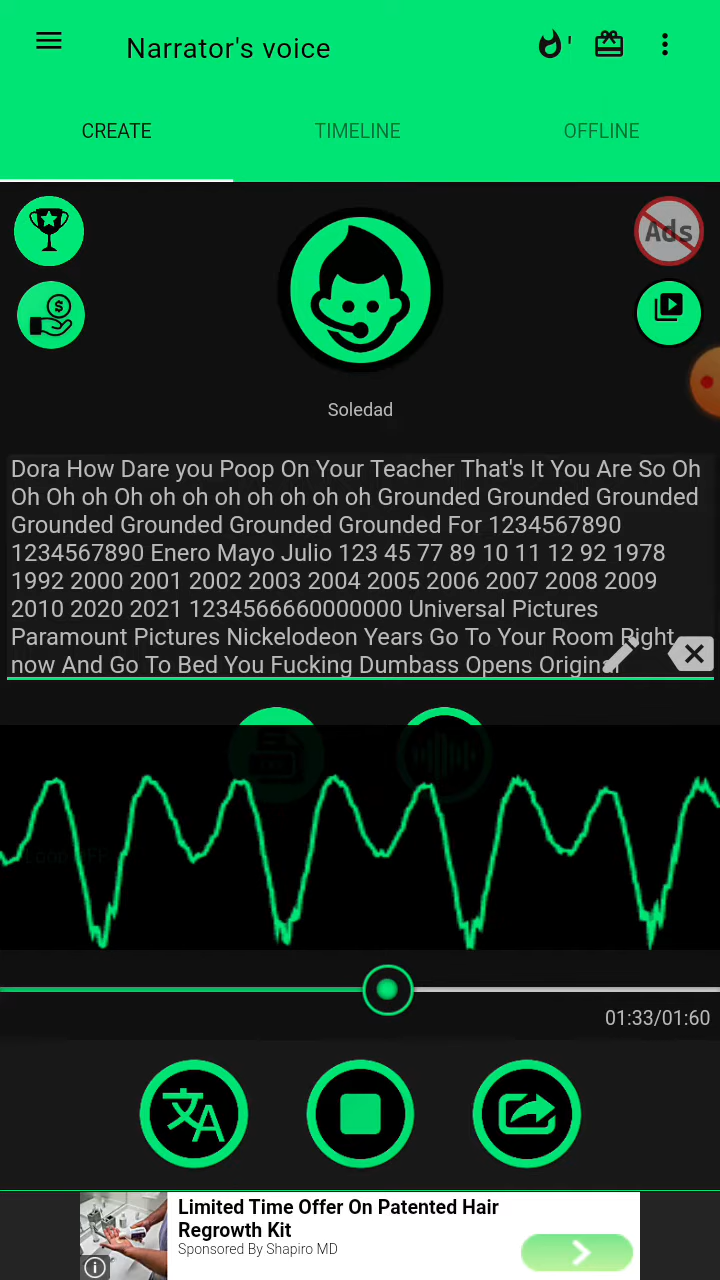 Narrator's voice
CREATE
TIMELINE
OFFLINE
Ads
Soledad
Dora How Dare you Poop On Your Teacher That's It You Are So Oh
Oh Oh oh Oh oh oh oh oh oh oh oh Grounded Grounded Grounded
Grounded Grounded Grounded Grounded For 1234567890
1234567890 Enero Mayo Julio 123 45 77 89 10 11 12 92 1978
1992 2000 2001 2002 2003 2004 2005 2006 2007 2008 2009
2010 2020 2021 1234566660000000 Universal Pictures
Paramount Pictures Nickelodeon Years Go To Your Room Right
now And Go To Bed You Fucking Dumbass Opens Original
01:33/01:60
Limited Time Offer On Patented Hair
Regrowth Kit
Sponsored By Shapiro MD